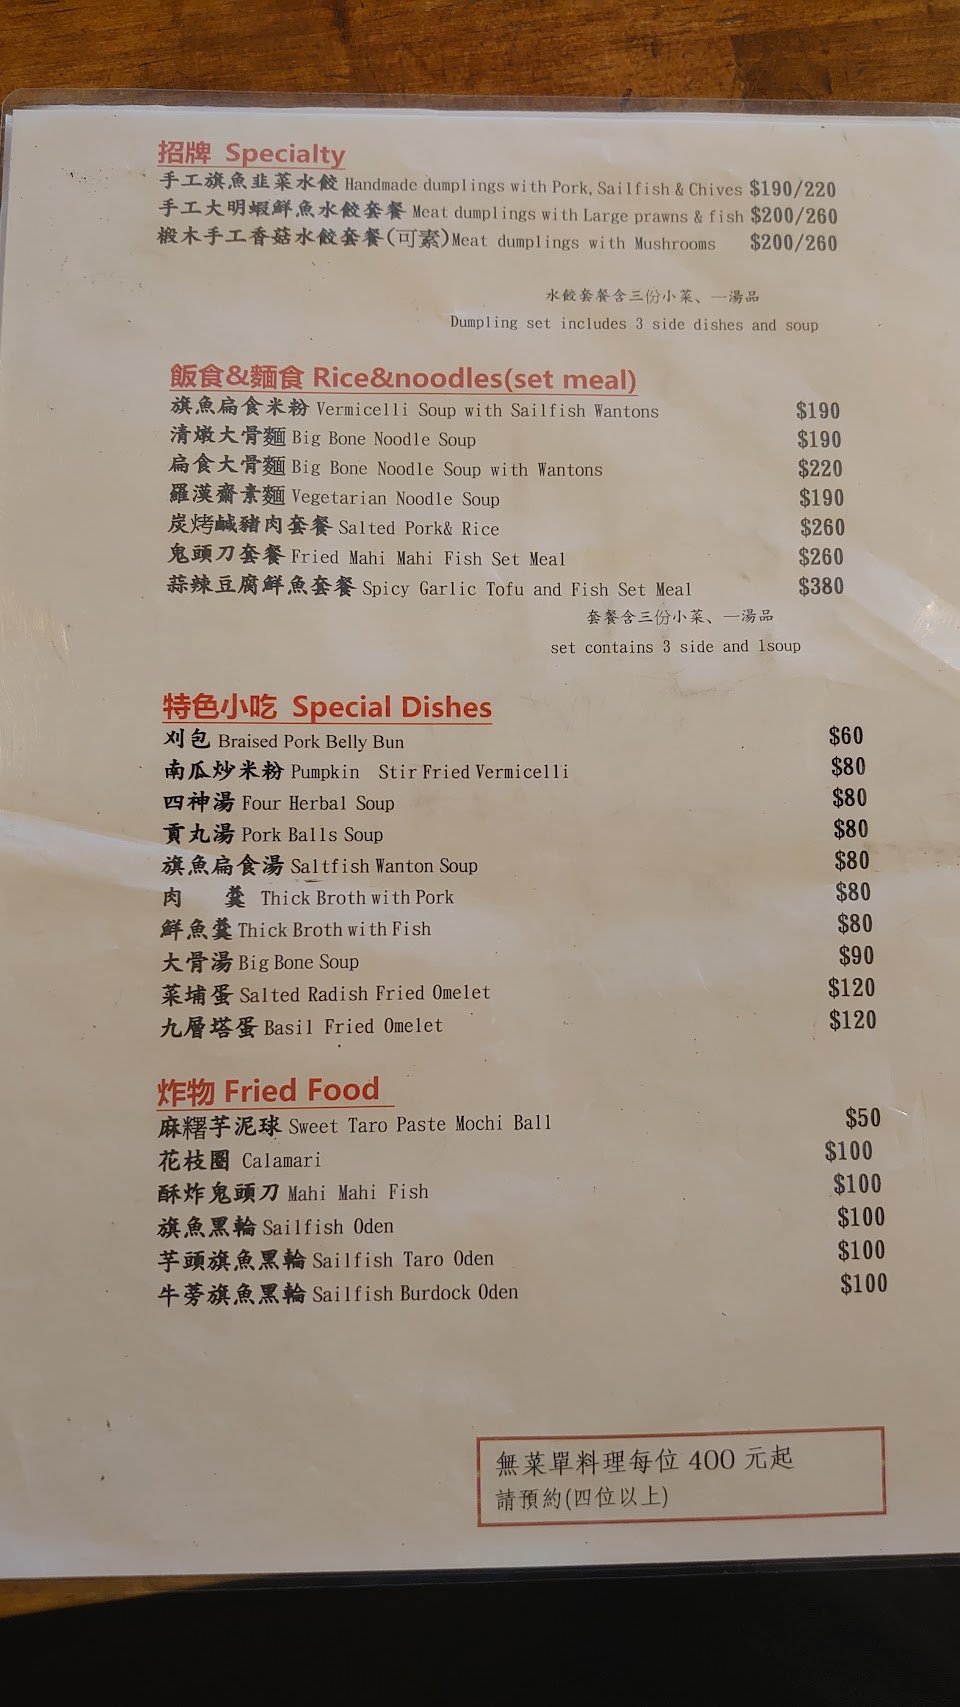 招牌 Specialty
手工旗魚韭菜水餃 Handmade dumplings with Pork, Sailfish & Chives $190/220
手工大明蝦鮮魚水餃套餐 Meat dumplings with Large prawns & fish $200/260
椴木手工香菇水餃套餐(可素)Meat dumplings with Mushrooms $200/260
水餃套餐含三份小菜、一湯品
Dumpling set includes 3 side dishes and soup
飯食&麵食 Rice&noodles(set meal)
旗魚扁食米粉 Vermicelli Soup with Sailfish Wantons $190
清燉大骨麵 Big Bone Noodle Soup $190
扁食大骨麵 Big Bone Noodle Soup with Wantons $220
羅漢齋素麵 Vegetarian Noodle Soup $190
炭烤鹹豬肉套餐 Salted Pork& Rice $260
鬼頭刀套餐 Fried Mahi Mahi Fish Set Meal $260
蒜辣豆腐鮮魚套餐 Spicy Garlic Tofu and Fish Set Meal $380
套餐含三份小菜、一湯品
set contains 3 side and 1soup
特色小吃 Special Dishes
刈包 Braised Pork Belly Bun $60
南瓜炒米粉 Pumpkin Stir Fried Vermicelli $80
四神湯 Four Herbal Soup $80
貢丸湯 Pork Balls Soup $80
旗魚扁食湯 Saltfish Wanton Soup $80
肉 羹 Thick Broth with Pork $80
鮮魚羹 Thick Broth with Fish $80
大骨湯 Big Bone Soup $90
菜埔蛋 Salted Radish Fried Omelet $120
九層塔蛋 Basil Fried Omelet $120
炸物 Fried Food
麻糬芋泥球 Sweet Taro Paste Mochi Ball $50
花枝圈 Calamari $100
酥炸鬼頭刀 Mahi Mahi Fish $100
旗魚黑輪 Sailfish Oden $100
芋頭旗魚黑輪 Sailfish Taro Oden $100
牛蒡旗魚黑輪 Sailfish Burdock Oden $100
無菜單料理每位 400 元起
請預約(四位以上)